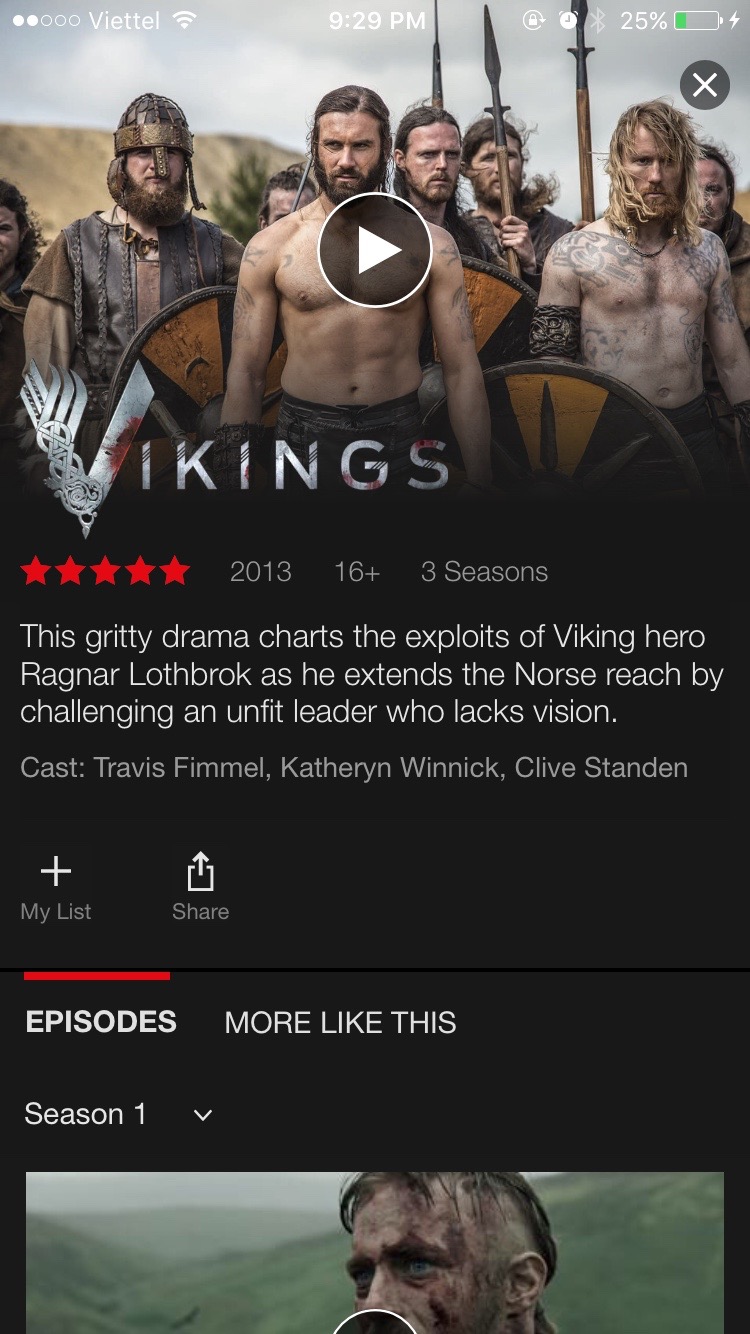 Viettel 9:29 PM 25%
VIKINGS
2013 16+ 3 Seasons
This gritty drama charts the exploits of Viking hero
Ragnar Lothbrok as he extends the Norse reach by
challenging an unfit leader who lacks vision.
Cast: Travis Fimmel, Katheryn Winnick, Clive Standen
My List Share
EPISODES MORE LIKE THIS
Season 1